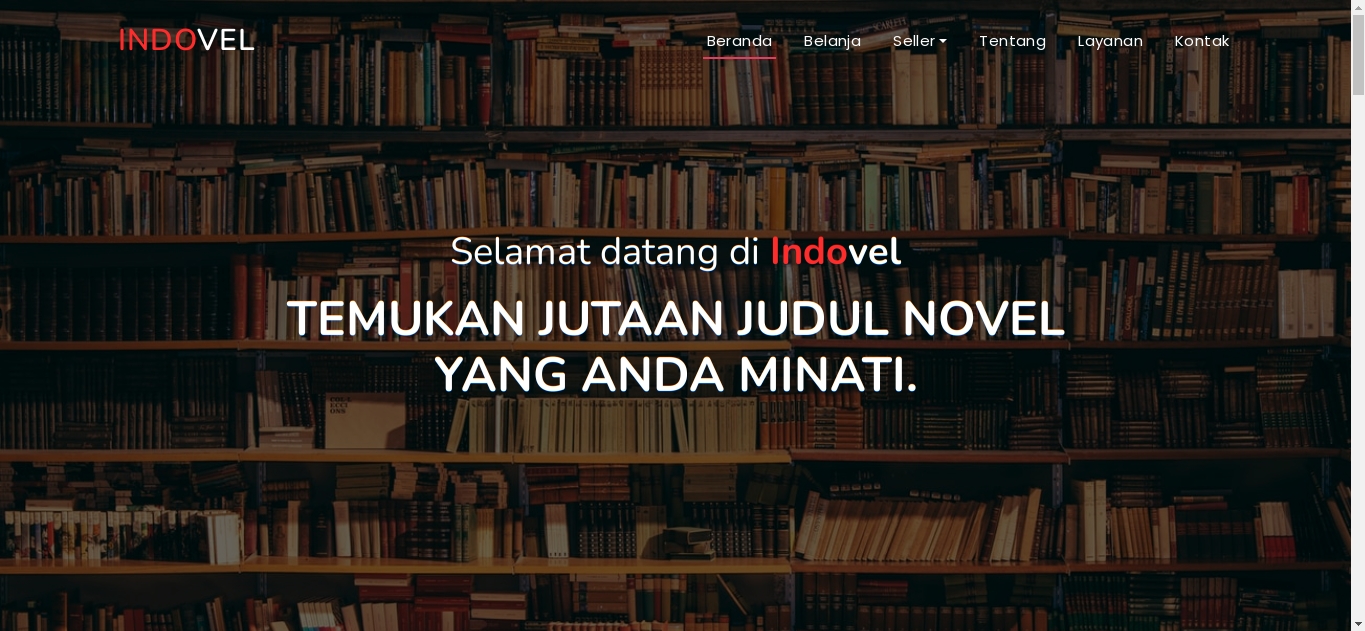 INDOVEL
Beranda Belanja Seller Tentang Layanan Kontak
Selamat datang di Indovel
TEMUKAN JUTAAN JUDUL NOVEL
YANG ANDA MINATI.